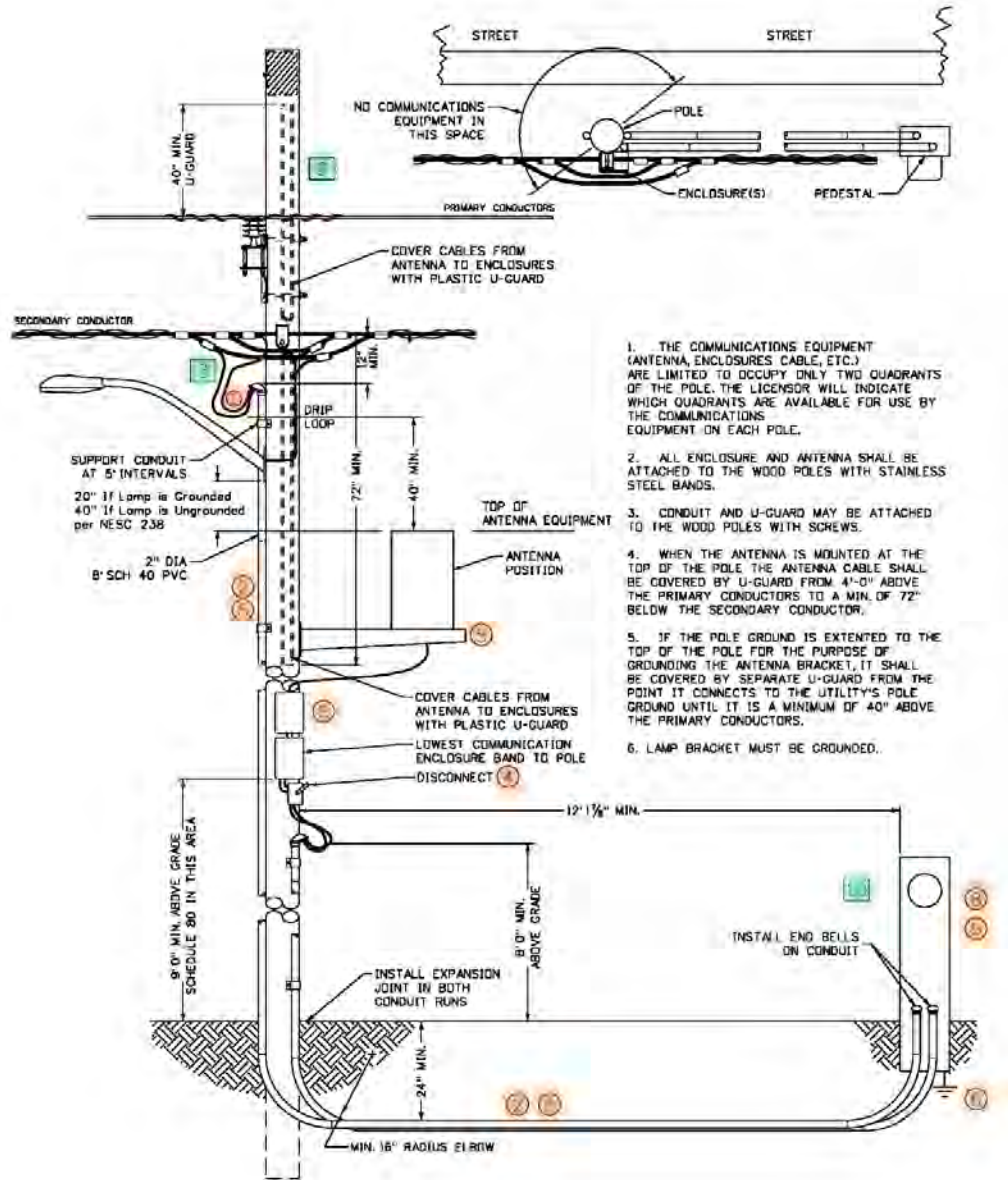 STREET
STREET
NO COMMUNICATIONS
EQUIPMENT IN
THIS SPACE
POLE
ENCLOSURE(S)
PEDESTAL
40" MIN.
U-GUARD
PRIMARY CONDUCTORS
COVER CABLES FROM
ANTENNA TO ENCLOSURES
WITH PLASTIC U-GUARD
SECONDARY CONDUCTOR
12"
MIN.
DRIP
LOOP
SUPPORT CONDUIT
AT 5' INTERVALS
20" If Lamp is Grounded
40" If Lamp is Ungrounded
per NESC 238
2" DIA
8' SCH 40 PVC
72" MIN.
40" MIN.
TOP OF
ANTENNA EQUIPMENT
ANTENNA
POSITION
COVER CABLES FROM
ANTENNA TO ENCLOSURES
WITH PLASTIC U-GUARD
LOWEST COMMUNICATION
ENCLOSURE BAND TO POLE
DISCONNECT 4
1. THE COMMUNICATIONS EQUIPMENT
(ANTENNA, ENCLOSURES CABLE, ETC.)
ARE LIMITED TO OCCUPY ONLY TWO QUADRANTS
OF THE POLE. THE LICENSOR WILL INDICATE
WHICH QUADRANTS ARE AVAILABLE FOR USE BY
THE COMMUNICATIONS
EQUIPMENT ON EACH POLE.
2. ALL ENCLOSURE AND ANTENNA SHALL BE
ATTACHED TO THE WOOD POLES WITH STAINLESS
STEEL BANDS.
3. CONDUIT AND U-GUARD MAY BE ATTACHED
TO THE WOOD POLES WITH SCREWS.
4. WHEN THE ANTENNA IS MOUNTED AT THE
TOP OF THE POLE THE ANTENNA CABLE SHALL
BE COVERED BY U-GUARD FROM 4'-0" ABOVE
THE PRIMARY CONDUCTORS TO A MIN. OF 72"
BELOW THE SECONDARY CONDUCTOR.
5. IF THE POLE GROUND IS EXTENTED TO THE
TOP OF THE POLE FOR THE PURPOSE OF
GROUNDING THE ANTENNA BRACKET, IT SHALL
BE COVERED BY SEPARATE U-GUARD FROM THE
POINT IT CONNECTS TO THE UTILITY'S POLE
GROUND UNTIL IT IS A MINIMUM OF 40" ABOVE
THE PRIMARY CONDUCTORS.
6. LAMP BRACKET MUST BE GROUNDED.
12' 1⅞" MIN.
9'0" MIN. ABOVE GRADE
SCHEDULE 80 IN THIS AREA
8'0" MIN.
ABOVE GRADE
INSTALL END BELLS
ON CONDUIT
INSTALL EXPANSION
JOINT IN BOTH
CONDUIT RUNS
24" MIN.
MIN. 16" RADIUS ELBOW